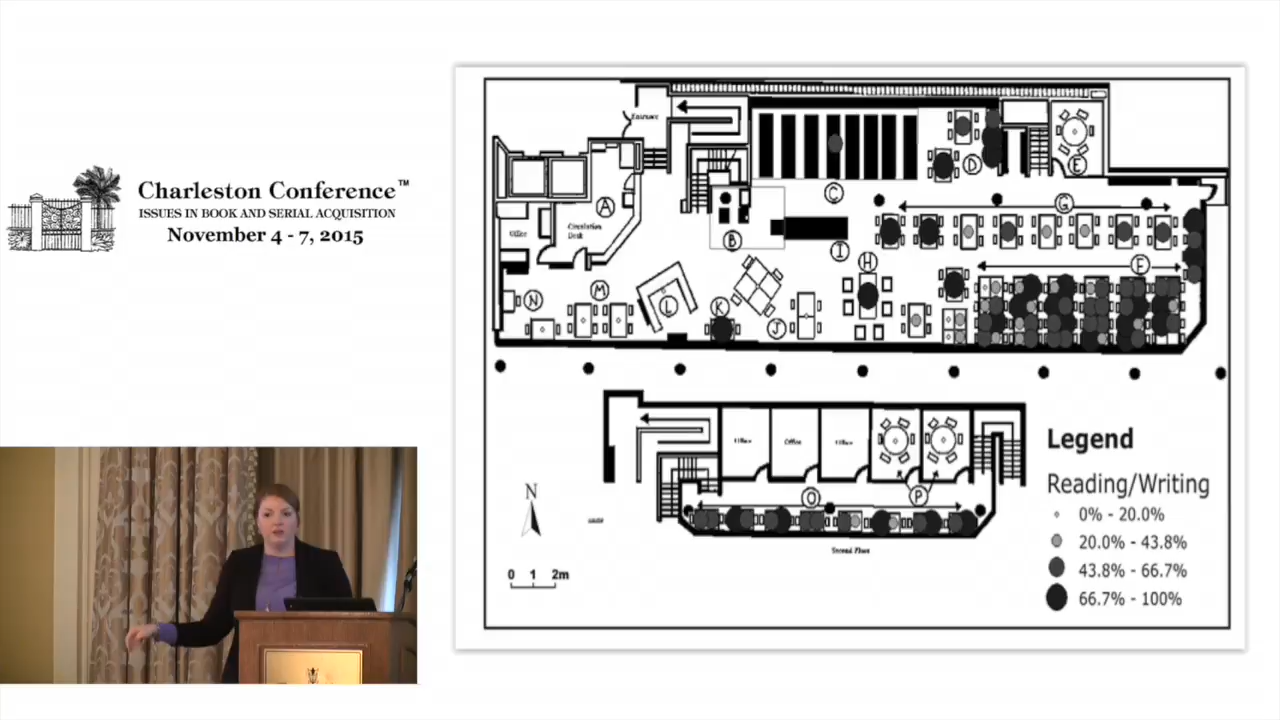 Charleston Conference™
ISSUES IN BOOK AND SERIAL ACQUISITION
November 4 - 7, 2015
Entrance
A
Circulation
Desk
Office
B
C
D
E
G
F
I
H
N
M
L
K
J
Office
O
P
Second Floor
N
0 1 2m
Legend
Reading/Writing
0% - 20.0%
20.0% - 43.8%
43.8% - 66.7%
66.7% - 100%